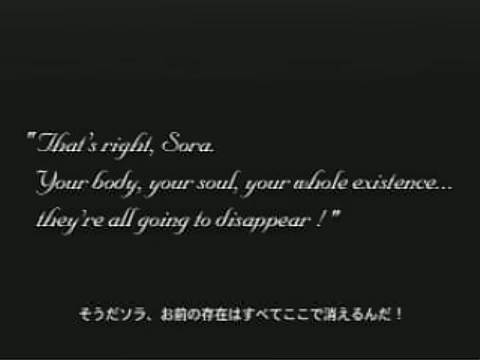 "That's right, Sora.
Your body, your soul, your whole existence...
they're all going to disappear ! "
そうだソラ、お前の存在はすべてここで消えるんだ！